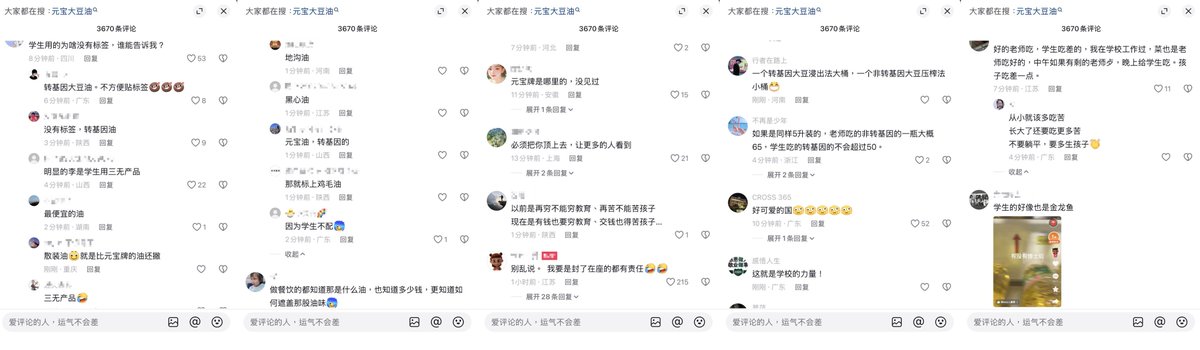 大家都在搜：元宝大豆油
3670条评论
学生用的为啥没有标签，谁能告诉我？
8分钟前·四川 回复 53
转基因大豆油。不方便贴标签
6分钟前·广东 回复 8
没有标签，转基因油
3分钟前·陕西 回复 9
明显的李是学生用三无产品
4分钟前·山西 回复 22
最便宜的油
2分钟前·湖南 回复 1
散装油就是比元宝牌的油还撇
刚刚·重庆 回复
三无产品
爱评论的人，运气不会差
大家都在搜：元宝大豆油
3670条评论
地沟油
1分钟前·河南 回复
黑心油
1分钟前·江苏 回复
元宝油，转基因的
1分钟前·山西 回复
那就标上鸡毛油
1分钟前·陕西 回复
因为学生不配
2分钟前·广东 回复 1
收起
做餐饮的都知道那是什么油，也知道多少钱，更知道如
何遮盖那股油味
爱评论的人，运气不会差
大家都在搜：元宝大豆油
3670条评论
7分钟前·河北 回复 2
元宝牌是哪里的，没见过
11分钟前·安徽 回复 15
展开1条回复
必须把你顶上去，让更多的人看到
13分钟前·上海 回复 21
展开2条回复
以前是再穷不能穷教育、再苦不能苦孩子
现在是有钱也要穷教育、交钱也得苦孩子...
1分钟前·陕西 回复 1
别乱说 我要是封了在座的都有责任
1小时前·江苏 回复 215
展开28条回复
爱评论的人，运气不会差
大家都在搜：元宝大豆油
3670条评论
行者在路上
一个转基因大豆浸出法大桶，一个非转基因大豆压榨法
小桶
刚刚·河南 回复
不再是少年
如果是同样5升装的，老师吃的非转基因的一瓶大概
65，学生吃的转基因的不会超过50。
4分钟前·浙江 回复 2
展开2条回复
CROSS 365
好可爱的国
10分钟前·广东 回复 52
展开1条回复
感悟人生
这就是学校的力量！
刚刚·广东 回复
爱评论的人，运气不会差
大家都在搜：元宝大豆油
3670条评论
好的老师吃，学生吃差的，我在学校工作过，菜也是老
师吃好的，中午如果有剩的老师歺，晚上给学生吃。孩
子吃差一点。
7分钟前·江苏 回复 11
从小就该多吃苦
长大了还要吃更多苦
不要躺平，要多生孩子
4分钟前·广东 回复
收起
学生的好像也是金龙鱼
爱评论的人，运气不会差